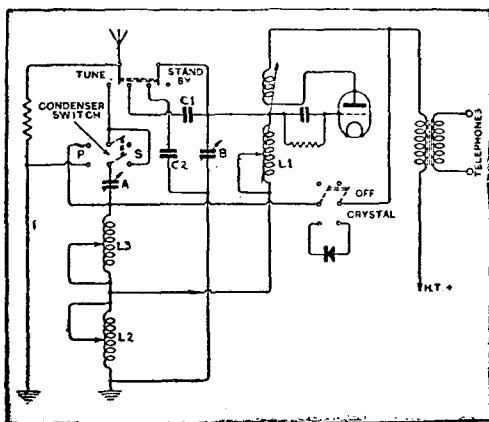 TUNE
STAND
BY
CONDENSER
SWITCH
C1
P
S
C2
B
A
L1
OFF
CRYSTAL
TELEPHONES
L3
H.T. +
L2